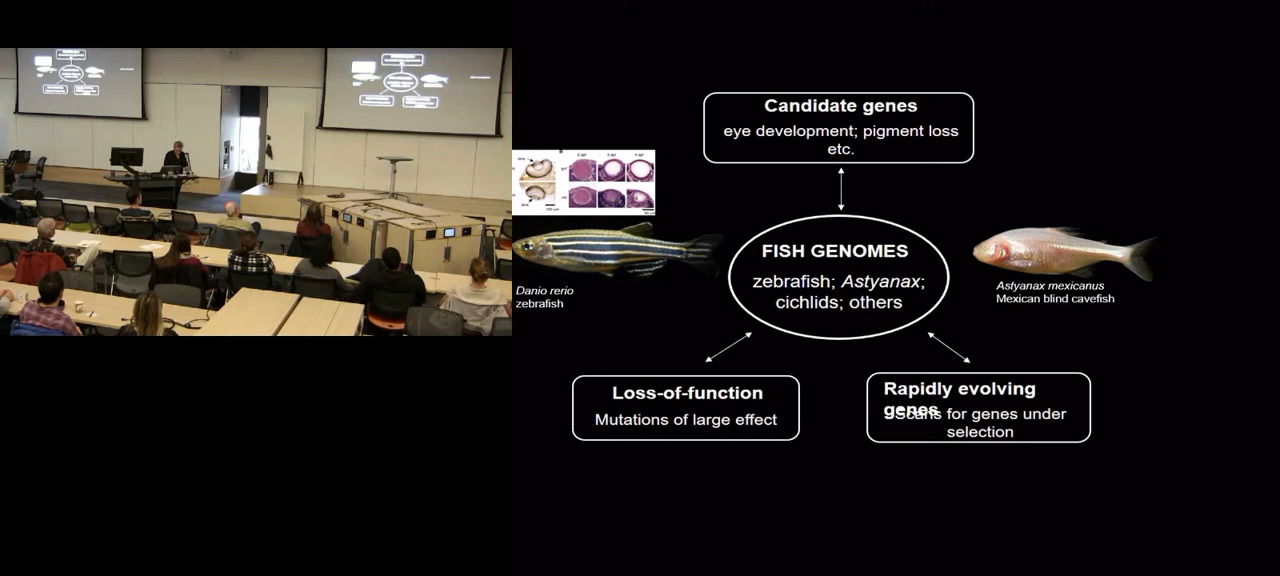 Candidate genes
eye development; pigment loss
etc.
FISH GENOMES
zebrafish; Astyanax;
cichlids; others
Danio rerio
zebrafish
Astyanax mexicanus
Mexican blind cavefish
Loss-of-function
Mutations of large effect
Rapidly evolving
genes
Scans for genes under
selection